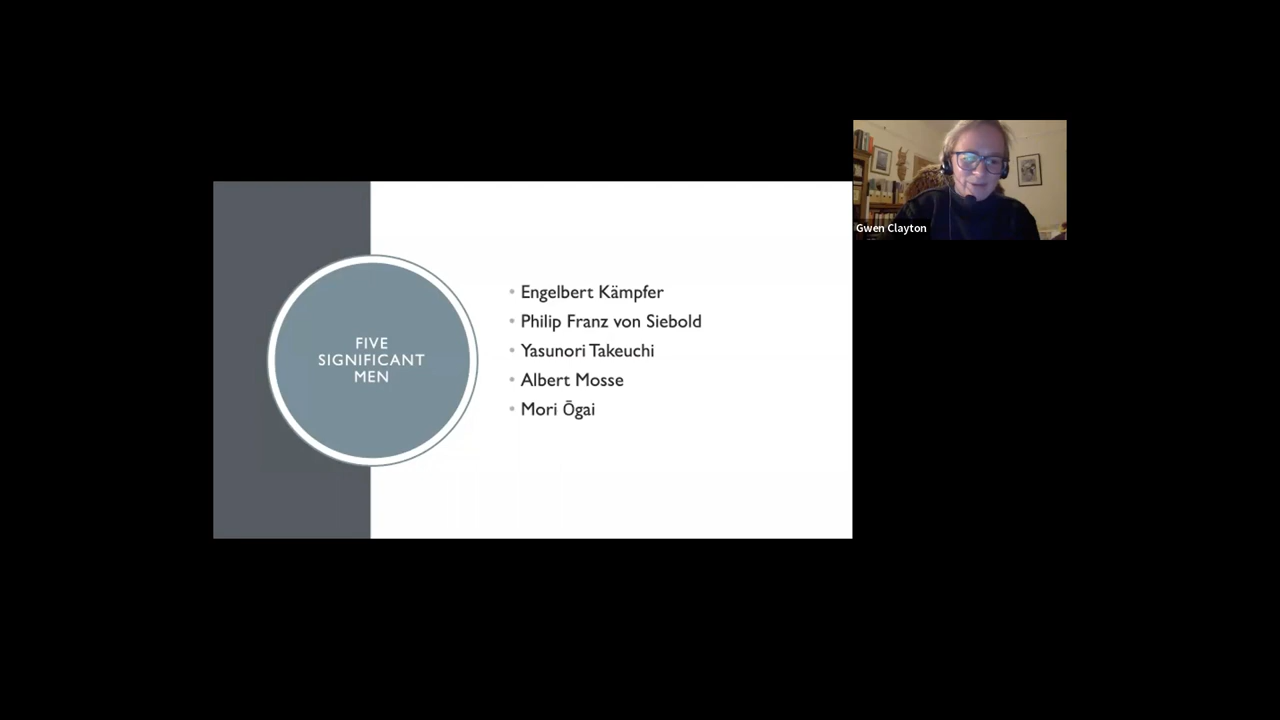 FIVE
SIGNIFICANT
MEN
Engelbert Kämpfer
Philip Franz von Siebold
Yasunori Takeuchi
Albert Mosse
Mori Ōgai
Gwen Clayton